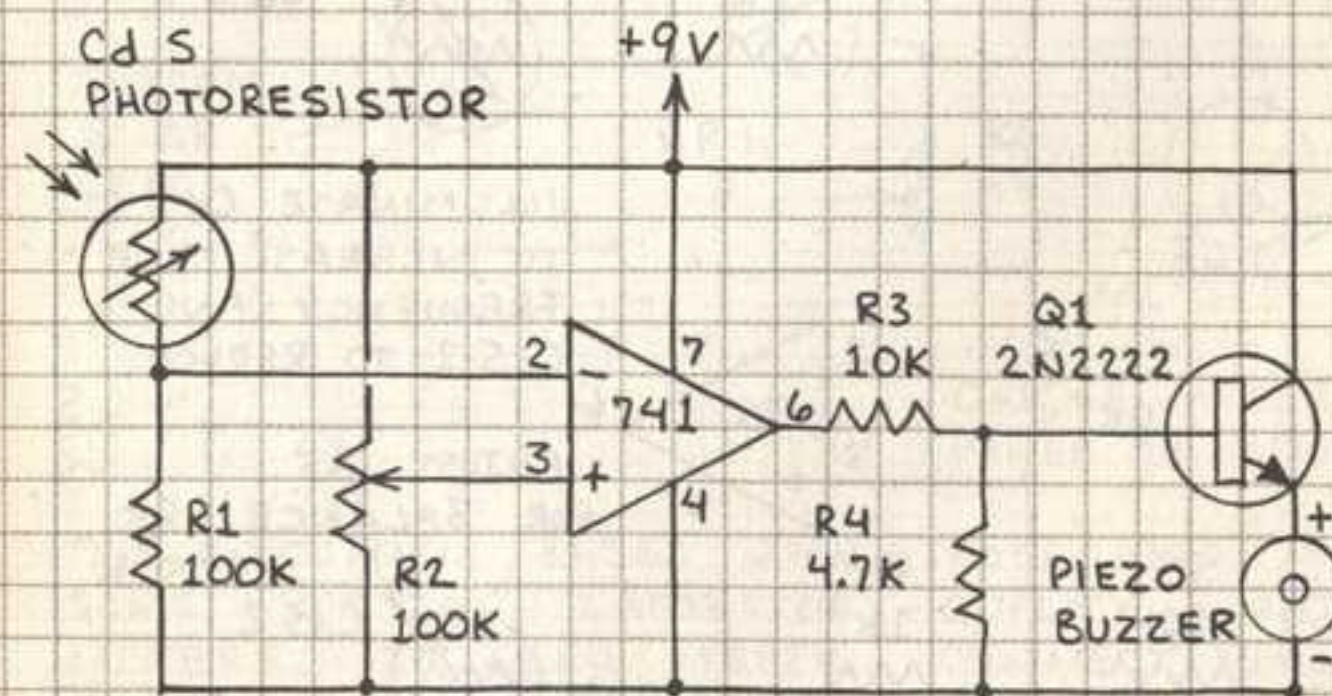 Cd S
PHOTORESISTOR
+9V
R3
10K
Q1
2N2222
2
-
7
741
6
3
+
4
R1
100K
R2
100K
R4
4.7K
PIEZO
BUZZER
+
-